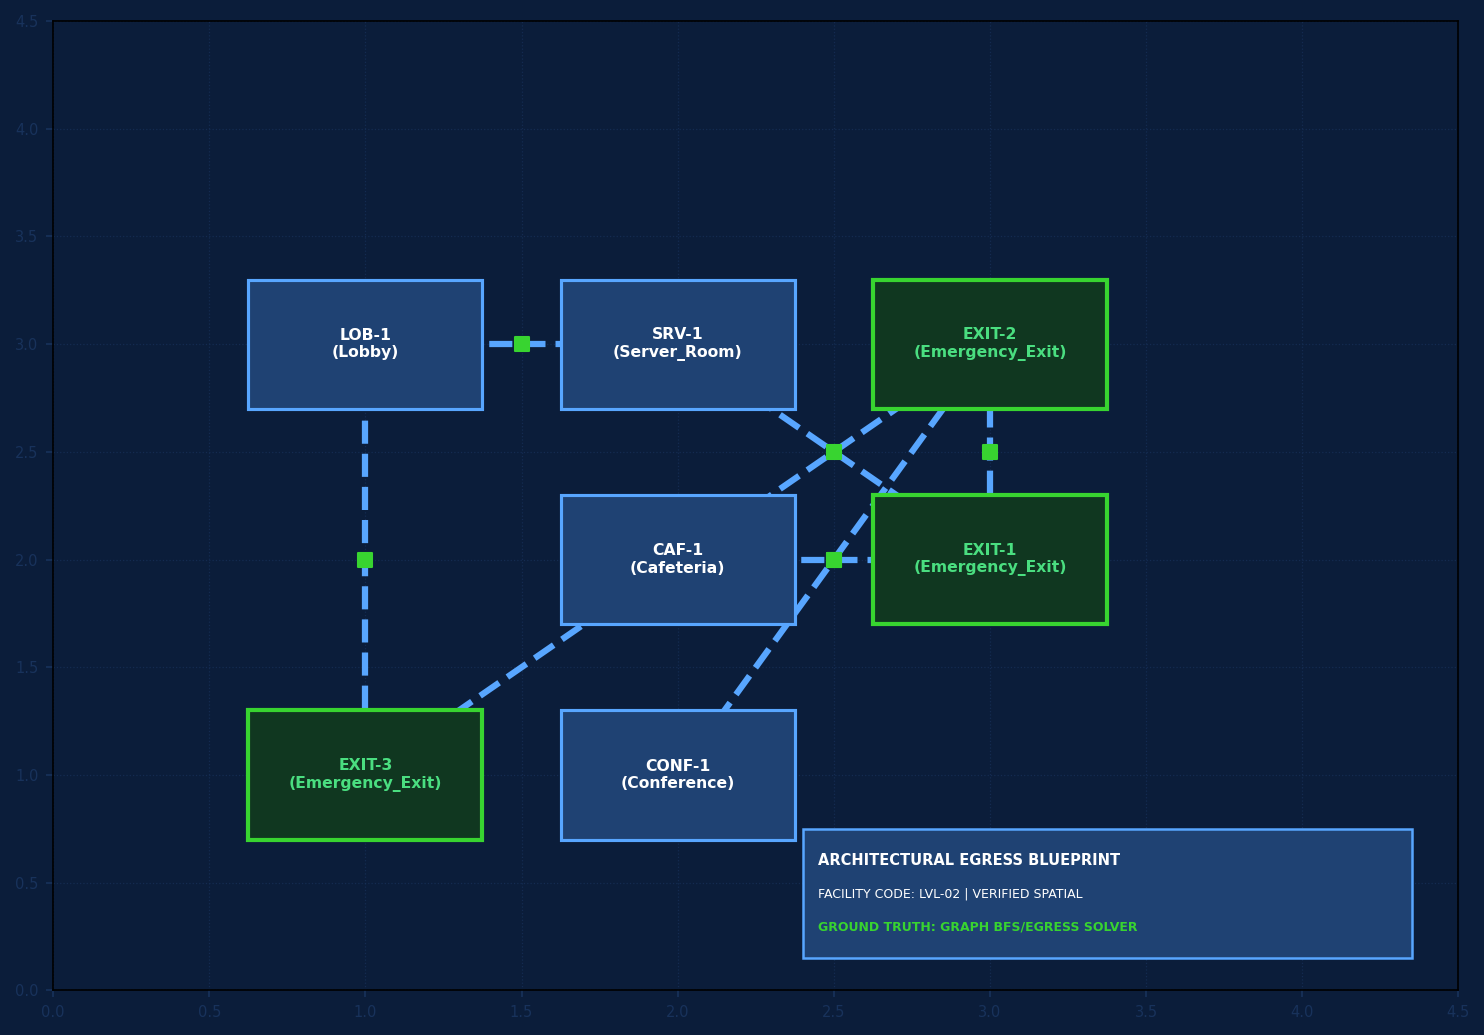 4.5
4.0
3.5
3.0
2.5
2.0
1.5
1.0
0.5
0.0
LOB-1
(Lobby)
SRV-1
(Server_Room)
EXIT-2
(Emergency_Exit)
CAF-1
(Cafeteria)
EXIT-1
(Emergency_Exit)
EXIT-3
(Emergency_Exit)
CONF-1
(Conference)
ARCHITECTURAL EGRESS BLUEPRINT
FACILITY CODE: LVL-02 | VERIFIED SPATIAL
GROUND TRUTH: GRAPH BFS/EGRESS SOLVER
0.0 0.5 1.0 1.5 2.0 2.5 3.0 3.5 4.0 4.5